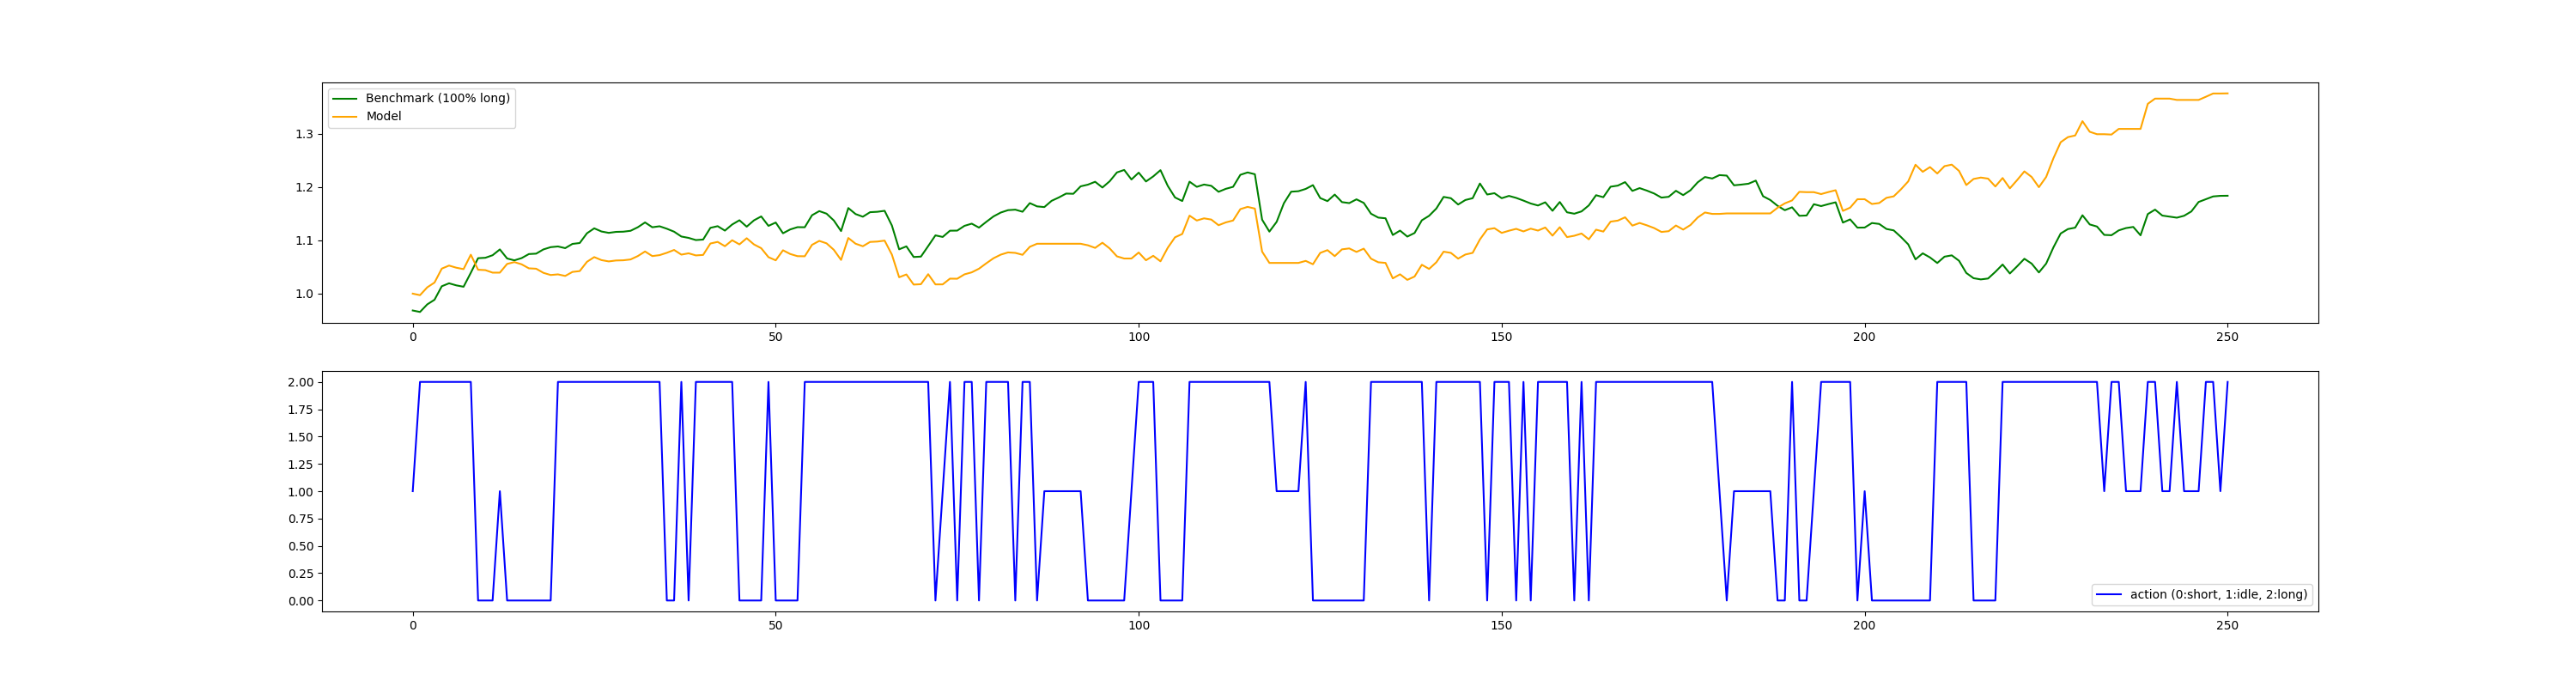 Benchmark (100% long)
Model
1.3
1.2
1.1
1.0
0 50 100 150 200 250
2.00
1.75
1.50
1.25
1.00
0.75
0.50
0.25
0.00
action (0:short, 1:idle, 2:long)
0 50 100 150 200 250